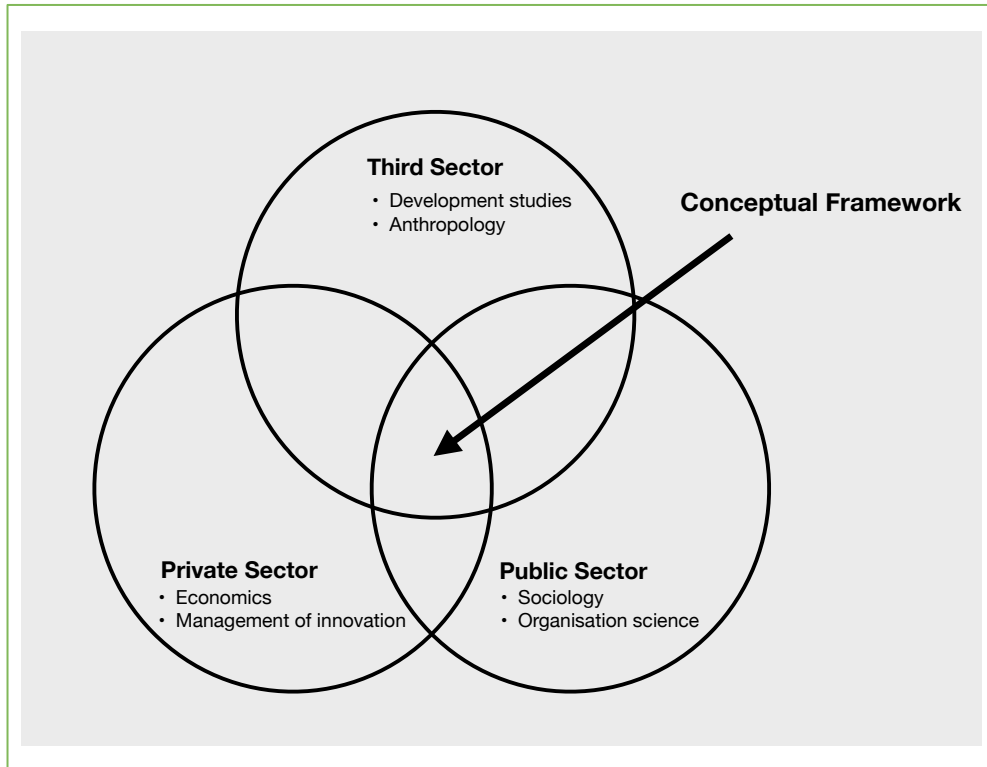 Third Sector
• Development studies
• Anthropology
Conceptual Framework
Private Sector
• Economics
• Management of innovation
Public Sector
• Sociology
• Organisation science